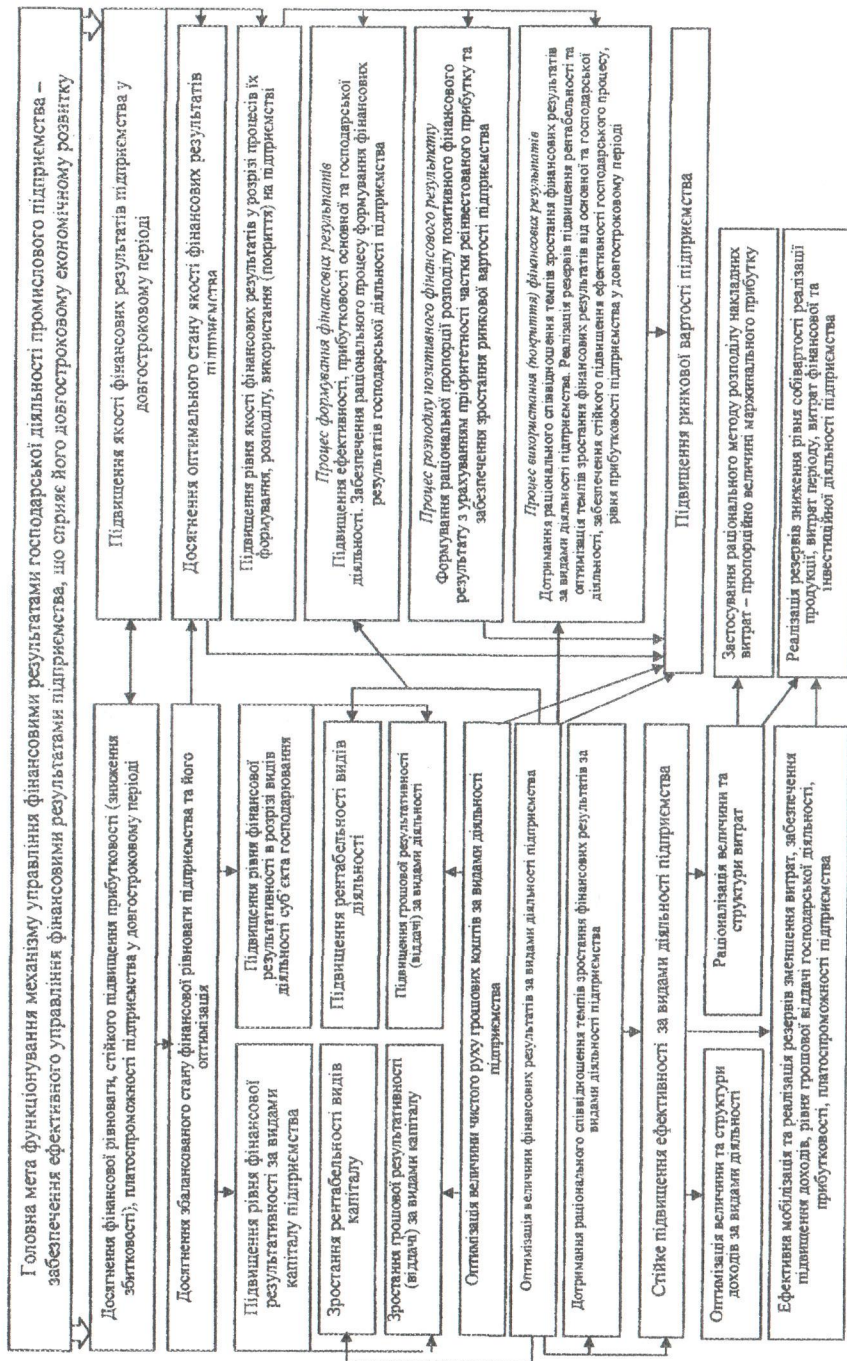 Головна мета функціонування механізму управління фінансовими результатами господарської діяльності промислового підприємства –
забезпечення ефективного управління фінансовими результатами підприємства, що сприяє його довгостроковому економічному розвитку
Досягнення фінансової рівноваги, стійкого підвищення прибутковості (зниження
збитковості), платоспроможності підприємства у довгостроковому періоді
Досягнення збалансованого стану фінансової рівноваги підприємства та його
оптимізація
Підвищення рівня фінансової
результативності за видами
капіталу підприємства
Підвищення рівня фінансової
результативності в розрізі видів
діяльності суб'єкта господарювання
Зростання рентабельності видів
капіталу
Підвищення рентабельності видів
діяльності
Зростання грошової результативності
(віддачі) за видами капіталу
Підвищення грошової результативності
(віддачі) за видами діяльності
Оптимізація величини чистого руху грошових коштів за видами діяльності
підприємства
Оптимізація величини фінансових результатів за видами діяльності підприємства
Дотримання раціонального співвідношення темпів зростання фінансових результатів за
видами діяльності підприємства
Стійке підвищення ефективності за видами діяльності підприємства
Оптимізація величини та структури
доходів за видами діяльності
Раціоналізація величини та
структури витрат
Ефективна мобілізація та реалізація резервів зменшення витрат, забезпечення
підвищення доходів, рівня грошової віддачі господарської діяльності,
прибутковості, платоспроможності підприємства
Підвищення якості фінансових результатів підприємства у
довгостроковому періоді
Досягнення оптимального стану якості фінансових результатів
підприємства
Підвищення рівня якості фінансових результатів у розрізі процесів їх
формування, розподілу, використання (покриття) на підприємстві
Процес формування фінансових результатів
Підвищення ефективності, прибутковості основної та господарської
діяльності. Забезпечення раціонального процесу формування фінансових
результатів господарської діяльності підприємства
Процес розподілу позитивного фінансового результату
Формування раціональної пропорції розподілу позитивного фінансового
результату з урахуванням пріоритетності частки реінвестованого прибутку та
забезпечення зростання ринкової вартості підприємства
Процес використання (покриття) фінансових результатів
Дотримання раціонального співвідношення темпів зростання фінансових результатів
за видами діяльності підприємства. Реалізація резервів підвищення рентабельності та
оптимізація темпів зростання фінансових результатів від основної та господарської
діяльності, забезпечення стійкого підвищення ефективності господарського процесу,
рівня прибутковості підприємства у довгостроковому періоді
Підвищення ринкової вартості підприємства
Застосування раціонального методу розподілу накладних
витрат – пропорційно величині маржинального прибутку
Реалізація резервів зниження рівня собівартості реалізації
продукції, витрат періоду, витрат фінансової та
інвестиційної діяльності підприємства